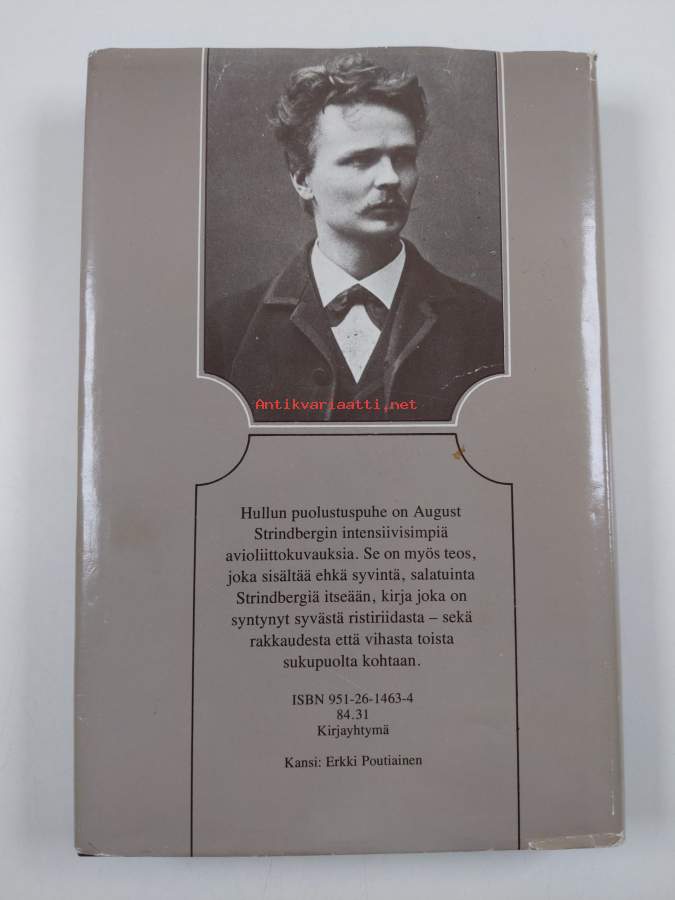 Antikvariaatti.net
Hullun puolustuspuhe on August
Strindbergin intensiivisimpiä
avioliittokuvauksia. Se on myös teos,
joka sisältää ehkä syvintä, salatuinta
Strindbergiä itseään, kirja joka on
syntynyt syvästä ristiriidasta – sekä
rakkaudesta että vihasta toista
sukupuolta kohtaan.
ISBN 951-26-1463-4
84.31
Kirjayhtymä
Kansi: Erkki Poutiainen